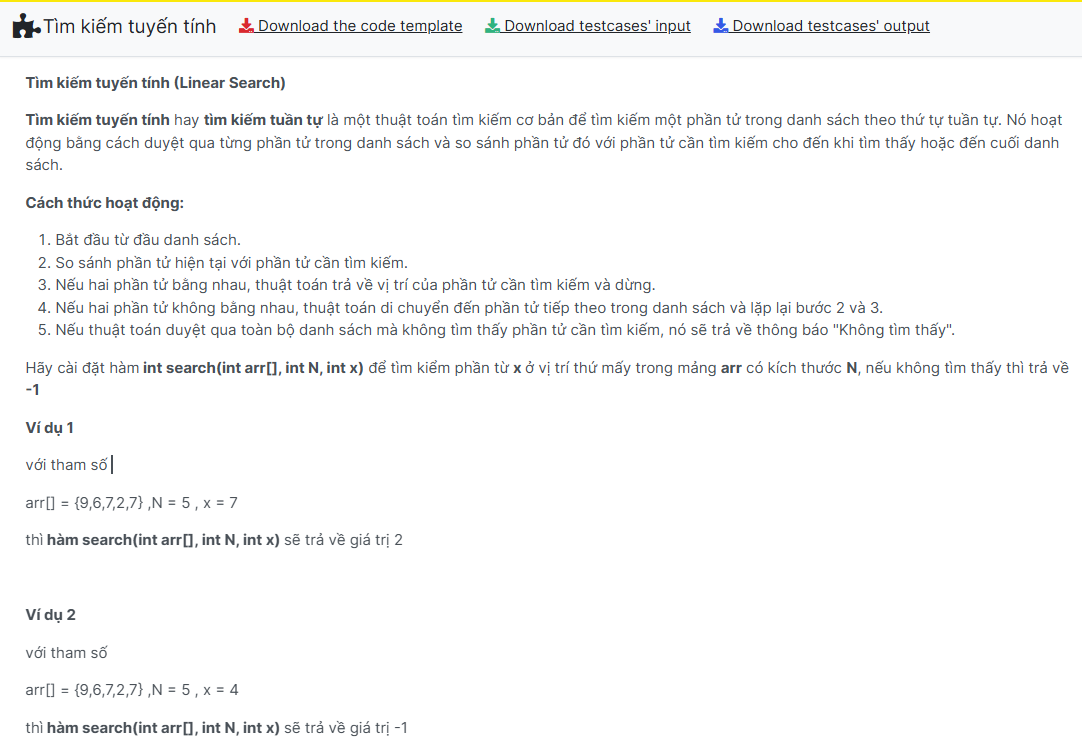 Tìm kiếm tuyến tính Download the code template Download testcases' input Download testcases' output
Tìm kiếm tuyến tính (Linear Search)
Tìm kiếm tuyến tính hay tìm kiếm tuần tự là một thuật toán tìm kiếm cơ bản để tìm kiếm một phần tử trong danh sách theo thứ tự tuần tự. Nó hoạt
động bằng cách duyệt qua từng phần tử trong danh sách và so sánh phần tử đó với phần tử cần tìm kiếm cho đến khi tìm thấy hoặc đến cuối danh
sách.
Cách thức hoạt động:
1. Bắt đầu từ đầu danh sách.
2. So sánh phần tử hiện tại với phần tử cần tìm kiếm.
3. Nếu hai phần tử bằng nhau, thuật toán trả về vị trí của phần tử cần tìm kiếm và dừng.
4. Nếu hai phần tử không bằng nhau, thuật toán di chuyển đến phần tử tiếp theo trong danh sách và lặp lại bước 2 và 3.
5. Nếu thuật toán duyệt qua toàn bộ danh sách mà không tìm thấy phần tử cần tìm kiếm, nó sẽ trả về thông báo "Không tìm thấy".
Hãy cài đặt hàm int search(int arr[], int N, int x) để tìm kiểm phần từ x ở vị trí thứ mấy trong mảng arr có kích thước N, nếu không tìm thấy thì trả về
-1
Ví dụ 1
với tham số
arr[] = {9,6,7,2,7} ,N = 5 , x = 7
thì hàm search(int arr[], int N, int x) sẽ trả về giá trị 2
Ví dụ 2
với tham số
arr[] = {9,6,7,2,7} ,N = 5 , x = 4
thì hàm search(int arr[], int N, int x) sẽ trả về giá trị -1